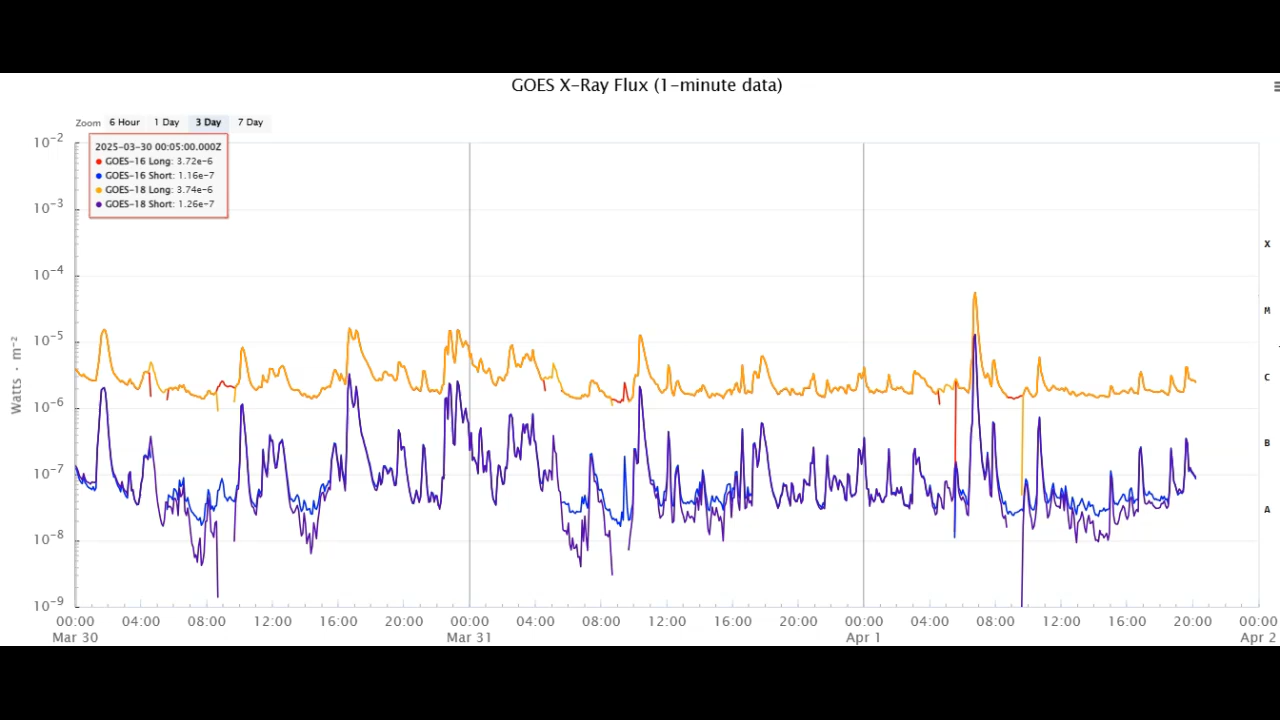 GOES X-Ray Flux (1-minute data)
Zoom 6 Hour 1 Day 3 Day 7 Day
2025-03-30 00:05:00.000Z
GOES-16 Long: 3.72e-6
GOES-16 Short: 1.16e-7
GOES-18 Long: 3.74e-6
GOES-18 Short: 1.26e-7
Watts · m⁻²
10⁻²
10⁻³
10⁻⁴
10⁻⁵
10⁻⁶
10⁻⁷
10⁻⁸
10⁻⁹
X
M
C
B
A
00:00 04:00 08:00 12:00 16:00 20:00 00:00 04:00 08:00 12:00 16:00 20:00 00:00 04:00 08:00 12:00 16:00 20:00 00:00
Mar 30 Mar 31 Apr 1 Apr 2